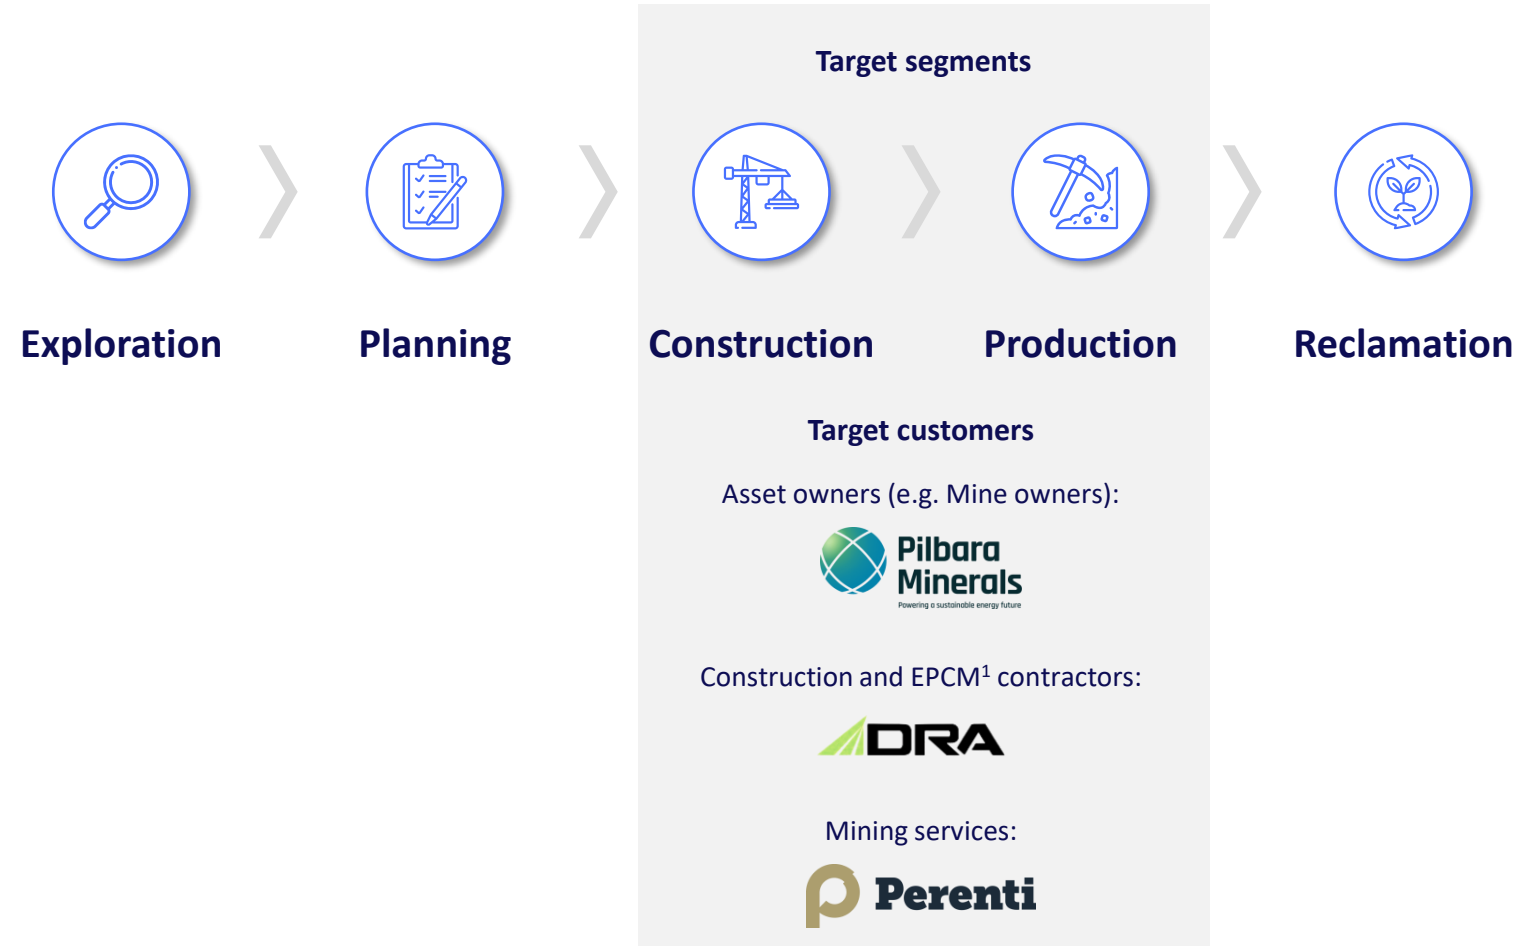 Target segments
Exploration
Planning
Construction
Production
Reclamation
Target customers
Asset owners (e.g. Mine owners):
Pilbara
Minerals
Powering a sustainable energy future
Construction and EPCM¹ contractors:
DRA
Mining services:
Perenti